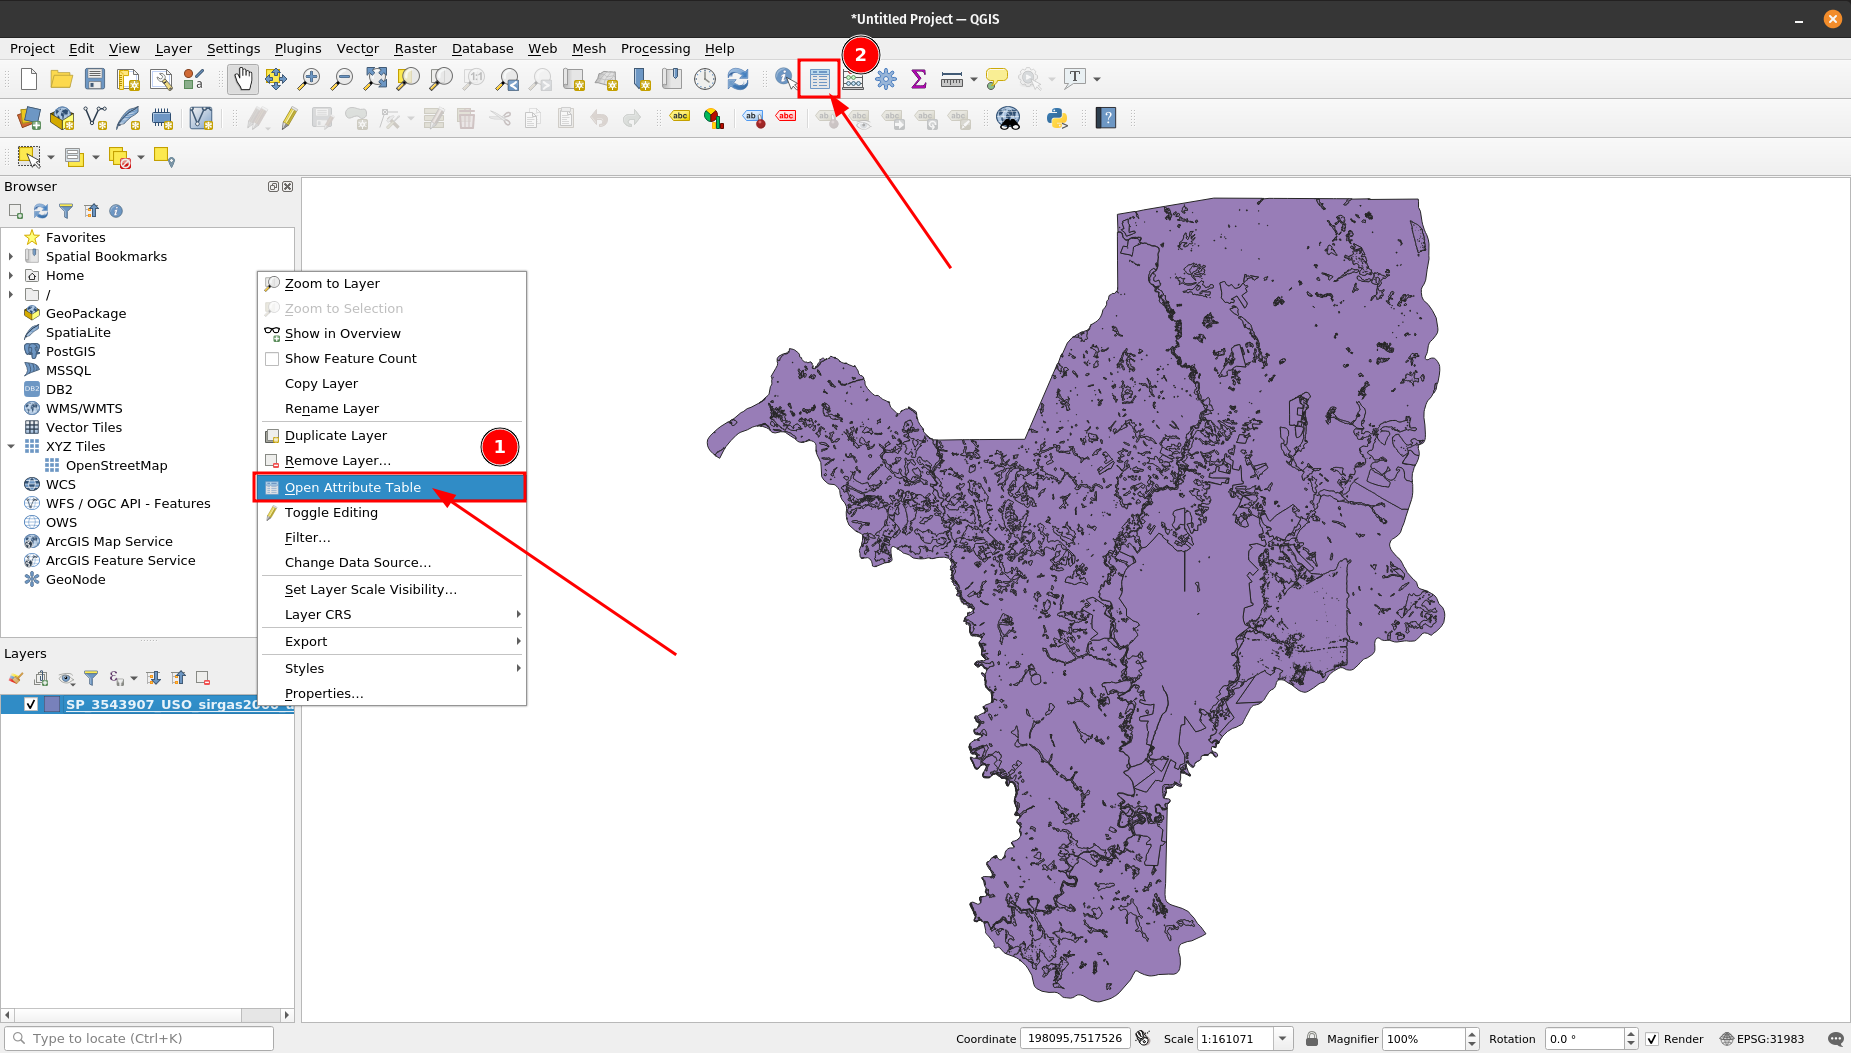 *Untitled Project — QGIS
Project Edit View Layer Settings Plugins Vector Raster Database Web Mesh Processing Help
2
Browser
Favorites
Spatial Bookmarks
Home
/
GeoPackage
SpatiaLite
PostGIS
MSSQL
DB2
WMS/WMTS
Vector Tiles
XYZ Tiles
OpenStreetMap
WCS
WFS / OGC API - Features
OWS
ArcGIS Map Service
ArcGIS Feature Service
GeoNode
Zoom to Layer
Zoom to Selection
Show in Overview
Show Feature Count
Copy Layer
Rename Layer
Duplicate Layer
1
Remove Layer…
Open Attribute Table
Toggle Editing
Filter…
Change Data Source…
Set Layer Scale Visibility…
Layer CRS
Export
Styles
Properties…
Layers
SP_3543907_USO_sirgas2000
Type to locate (Ctrl+K)
Coordinate 198095,7517526 Scale 1:161071 Magnifier 100% Rotation 0.0 ° Render EPSG:31983